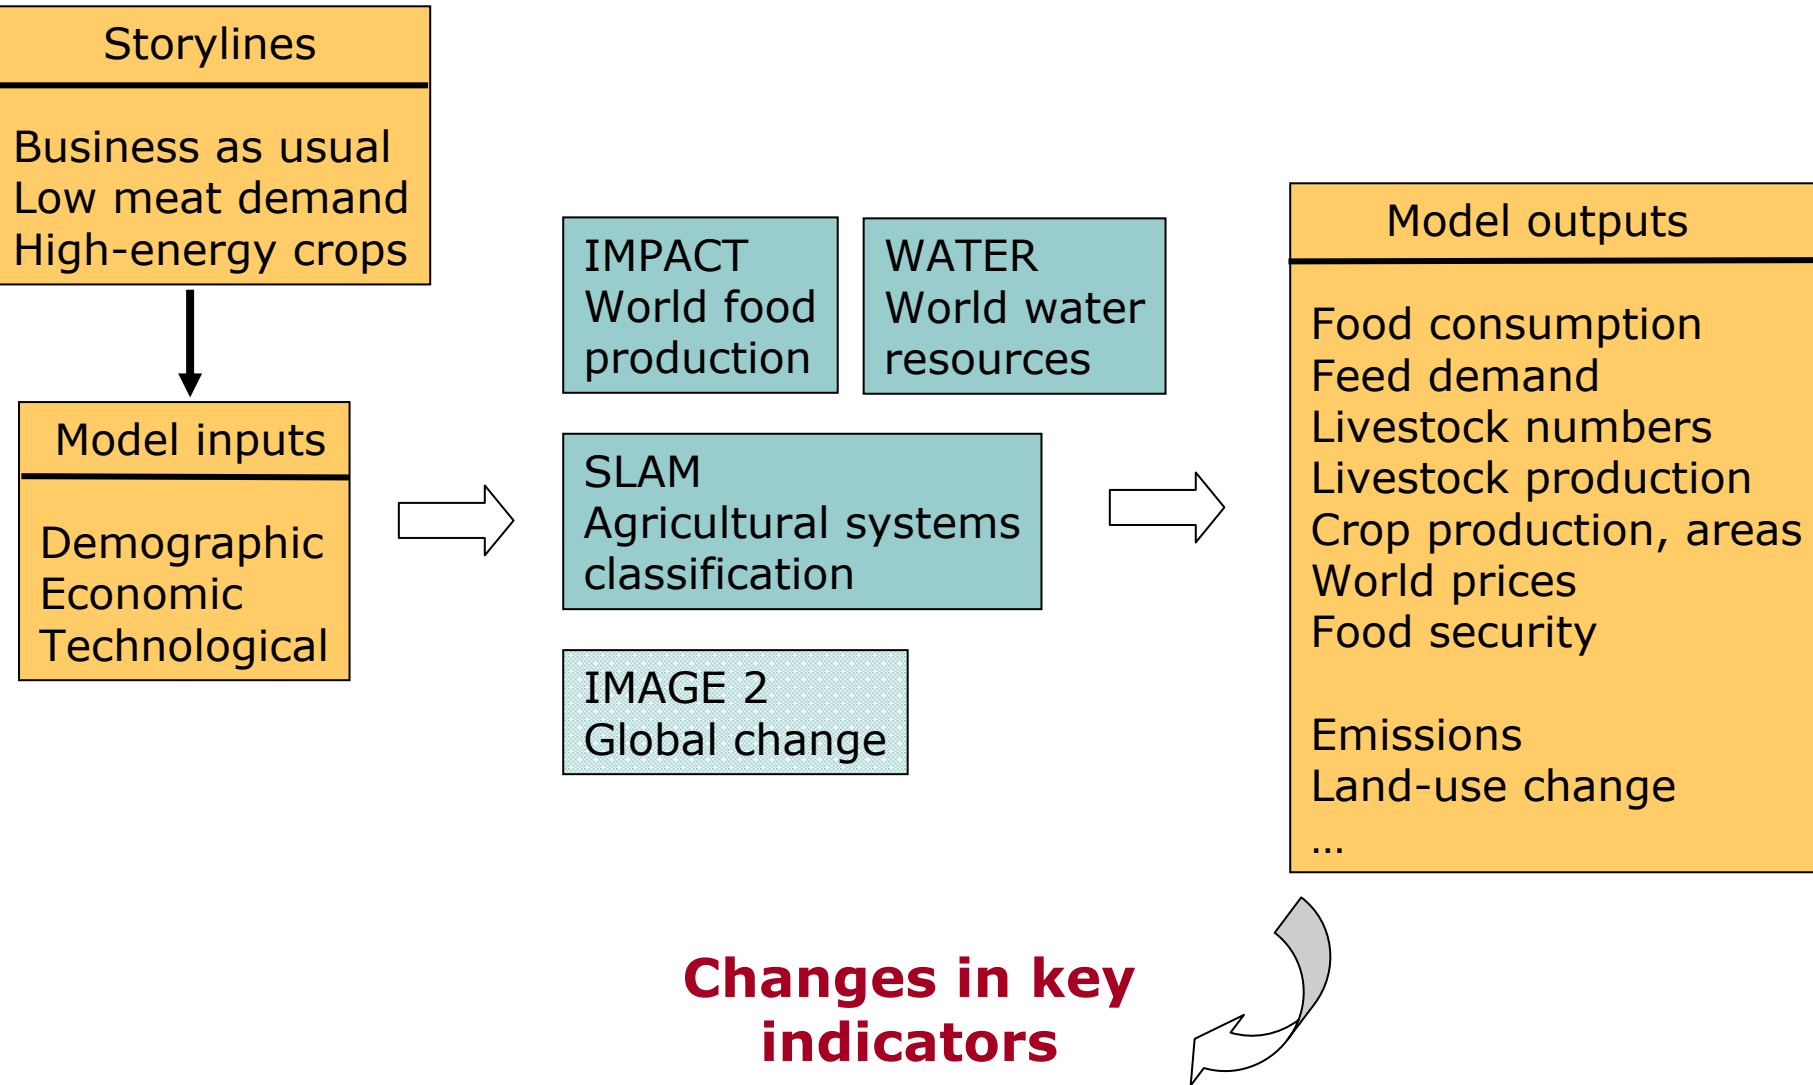 Storylines
Business as usual
Low meat demand
High-energy crops
Model inputs
Demographic
Economic
Technological
IMPACT
World food
production
WATER
World water
resources
SLAM
Agricultural systems
classification
IMAGE 2
Global change
Model outputs
Food consumption
Feed demand
Livestock numbers
Livestock production
Crop production, areas
World prices
Food security
Emissions
Land-use change
…
Changes in key
indicators